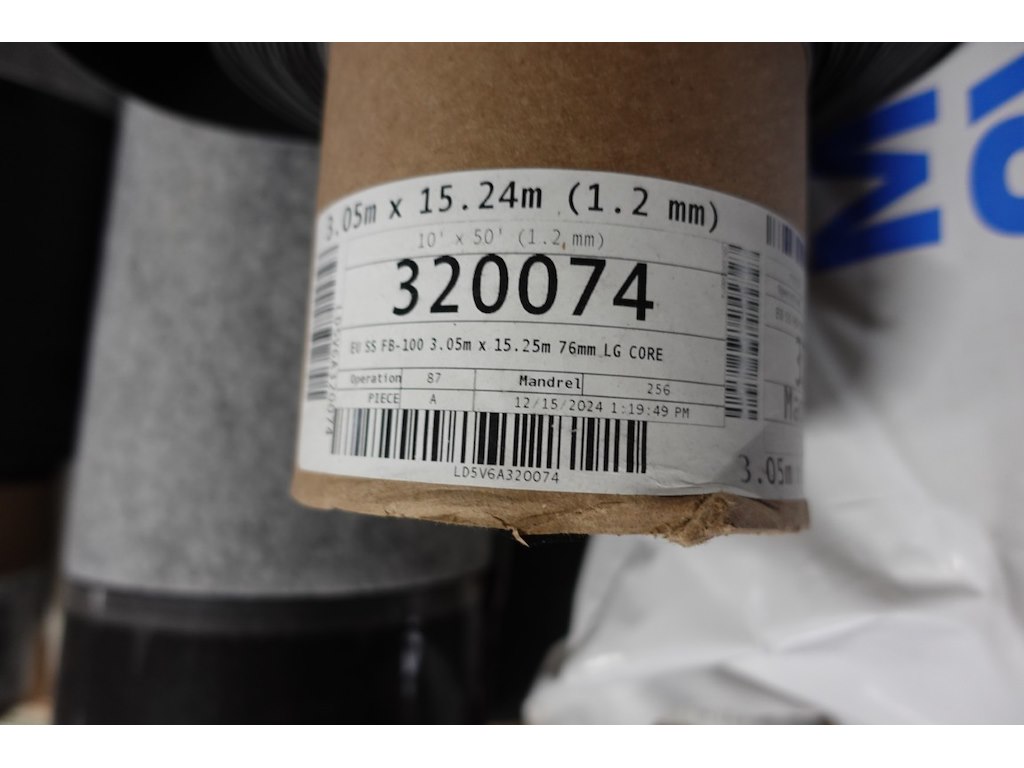 3.05m x 15.24m (1.2 mm)
10' x 50' (1.2 mm)
320074
EU SS FB-100 3.05m x 15.25m 76mm LG CORE
Operation 87 Mandrel 256
PIECE A 12/15/2024 1:19:49 PM
LD5V6A320074
LD5V6A320074
3.05m